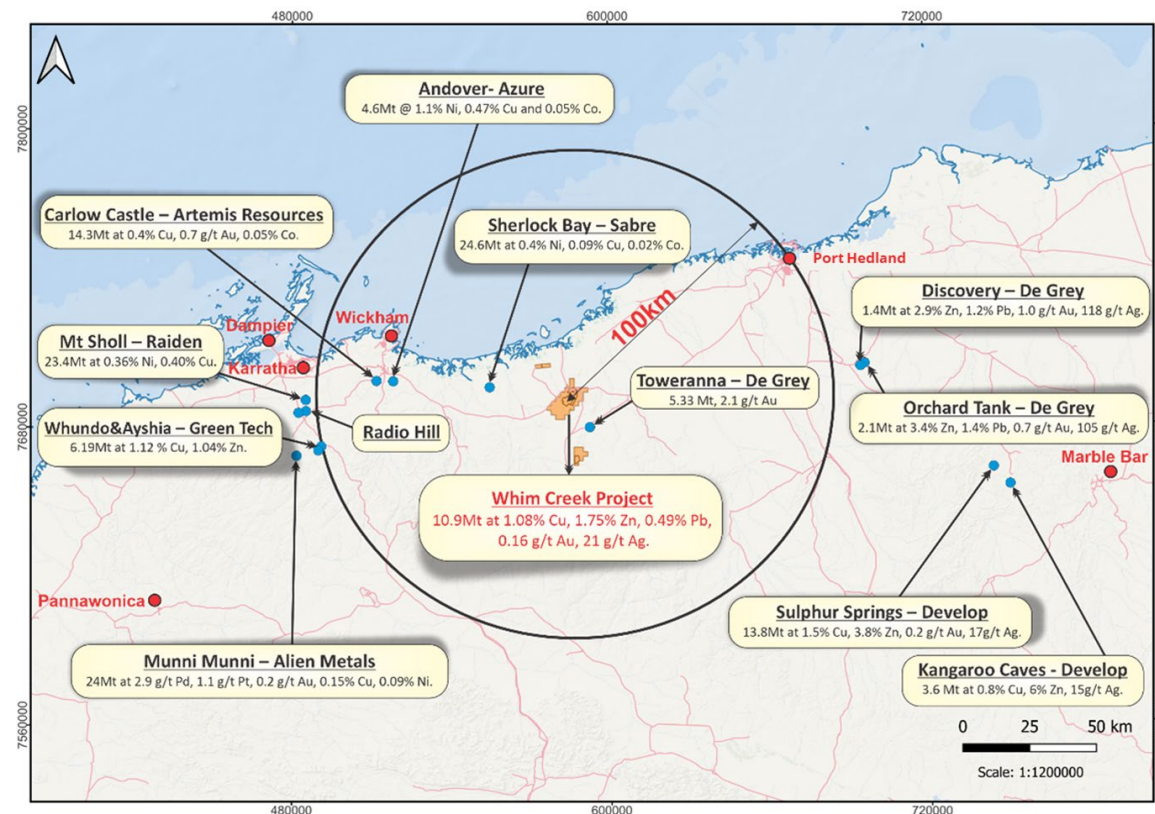 480000
600000
720000
7800000
7680000
7560000
Andover- Azure
4.6Mt @ 1.1% Ni, 0.47% Cu and 0.05% Co.
Carlow Castle – Artemis Resources
14.3Mt at 0.4% Cu, 0.7 g/t Au, 0.05% Co.
Sherlock Bay – Sabre
24.6Mt at 0.4% Ni, 0.09% Cu, 0.02% Co.
Port Hedland
100km
Discovery – De Grey
1.4Mt at 2.9% Zn, 1.2% Pb, 1.0 g/t Au, 118 g/t Ag.
Dampier
Wickham
Mt Sholl – Raiden
23.4Mt at 0.36% Ni, 0.40% Cu.
Karratha
Toweranna – De Grey
5.33 Mt, 2.1 g/t Au
Orchard Tank – De Grey
2.1Mt at 3.4% Zn, 1.4% Pb, 0.7 g/t Au, 105 g/t Ag.
Whundo&Ayshia – Green Tech
6.19Mt at 1.12 % Cu, 1.04% Zn.
Radio Hill
Marble Bar
Whim Creek Project
10.9Mt at 1.08% Cu, 1.75% Zn, 0.49% Pb,
0.16 g/t Au, 21 g/t Ag.
Pannawonica
Sulphur Springs – Develop
13.8Mt at 1.5% Cu, 3.8% Zn, 0.2 g/t Au, 17g/t Ag.
Munni Munni – Alien Metals
24Mt at 2.9 g/t Pd, 1.1 g/t Pt, 0.2 g/t Au, 0.15% Cu, 0.09% Ni.
Kangaroo Caves - Develop
3.6 Mt at 0.8% Cu, 6% Zn, 15g/t Ag.
0 25 50 km
Scale: 1:1200000
480000
600000
720000